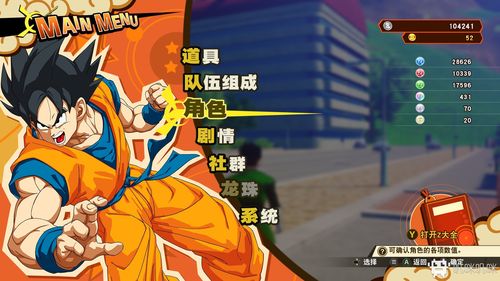 MAIN MENU
104241
52
道具
队伍组成
角色
剧情
社群
龙珠
系统
28626
10339
17596
431
70
20
Y 打开Z大全
? 可确认角色的各项数值。
选择 A 返回 确定